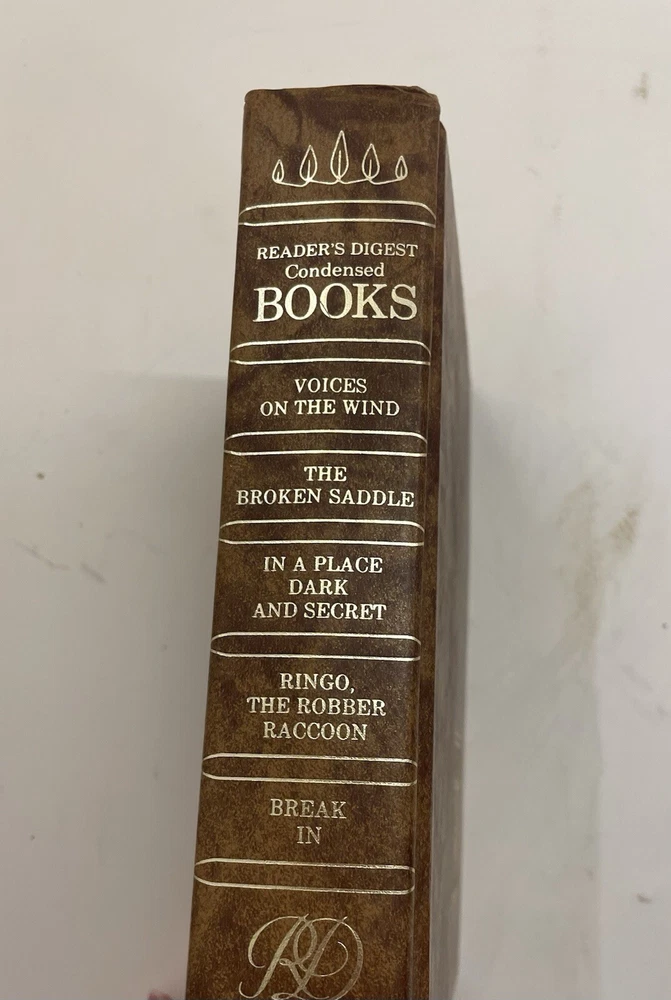 READER'S DIGEST
Condensed
BOOKS
VOICES
ON THE WIND
THE
BROKEN SADDLE
IN A PLACE
DARK
AND SECRET
RINGO,
THE ROBBER
RACCOON
BREAK
IN
RD